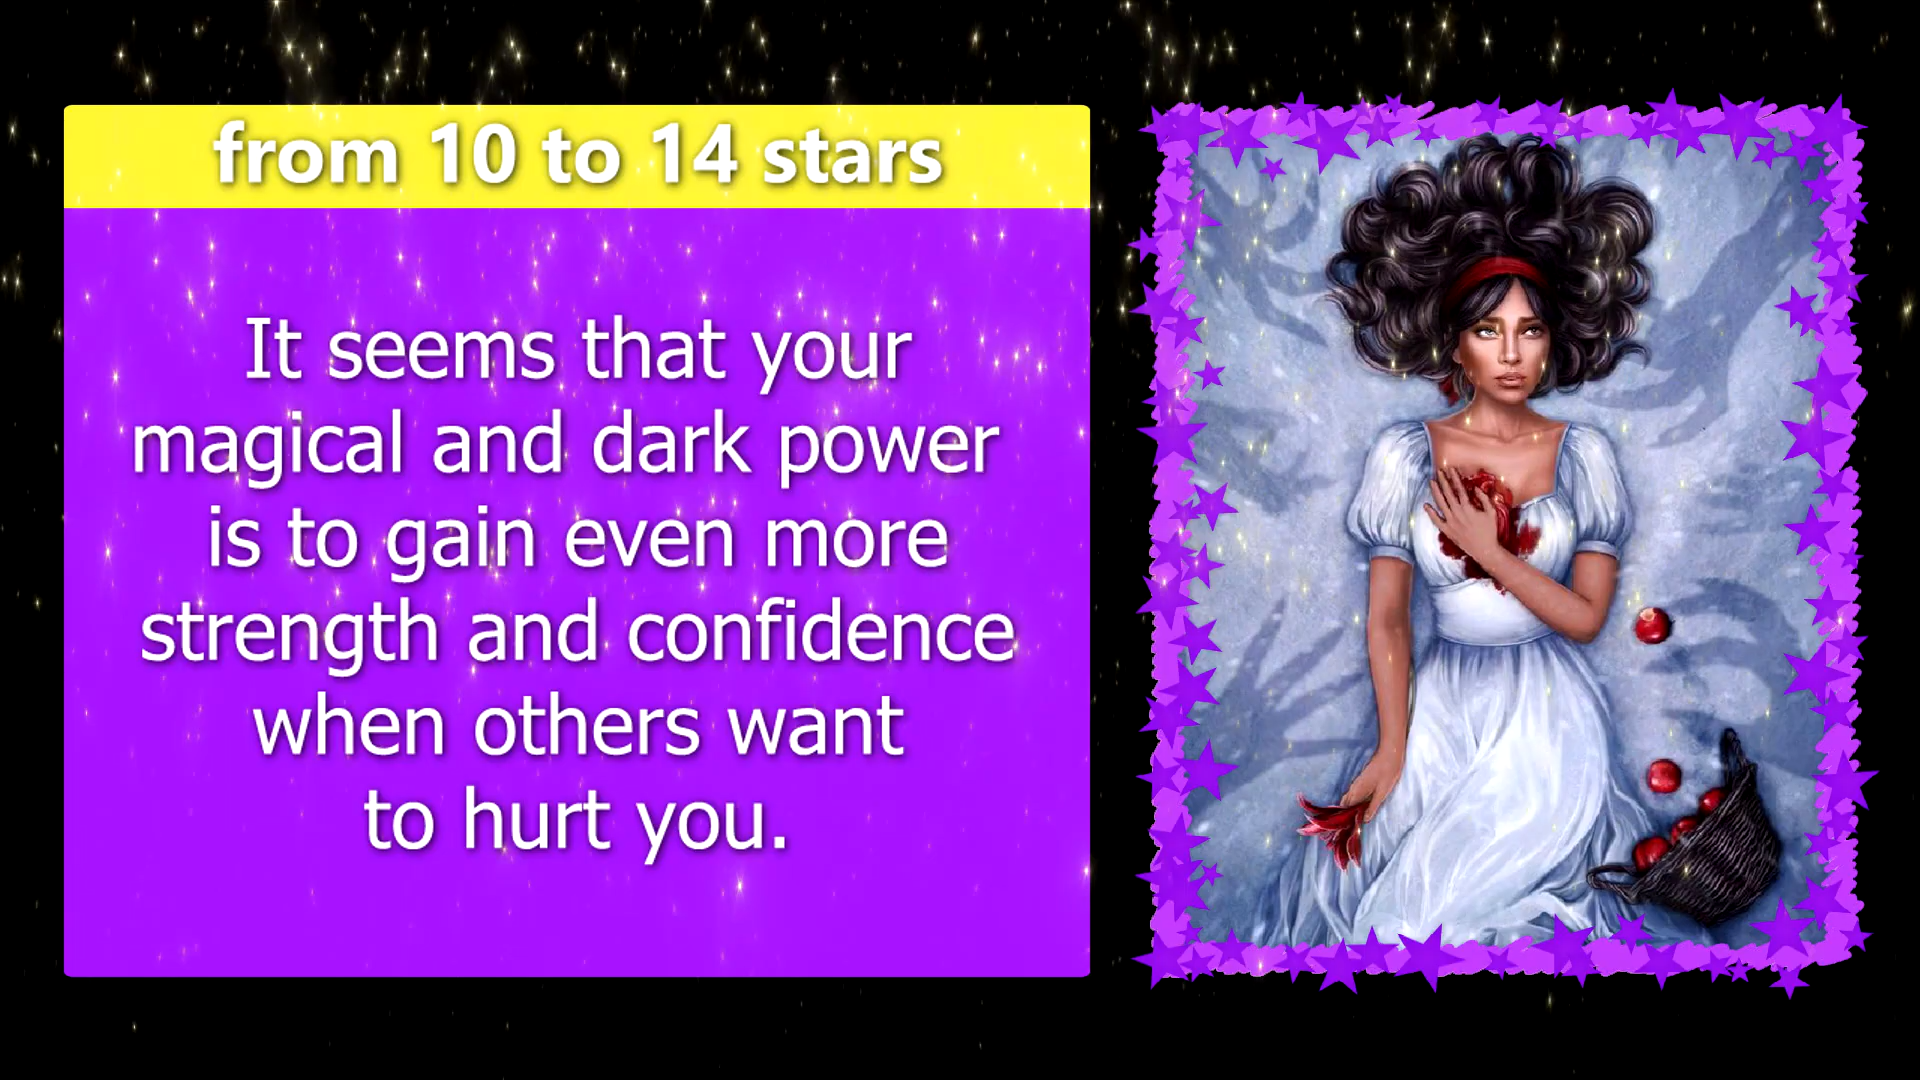 from 10 to 14 stars
It seems that your
magical and dark power
is to gain even more
strength and confidence
when others want
to hurt you.